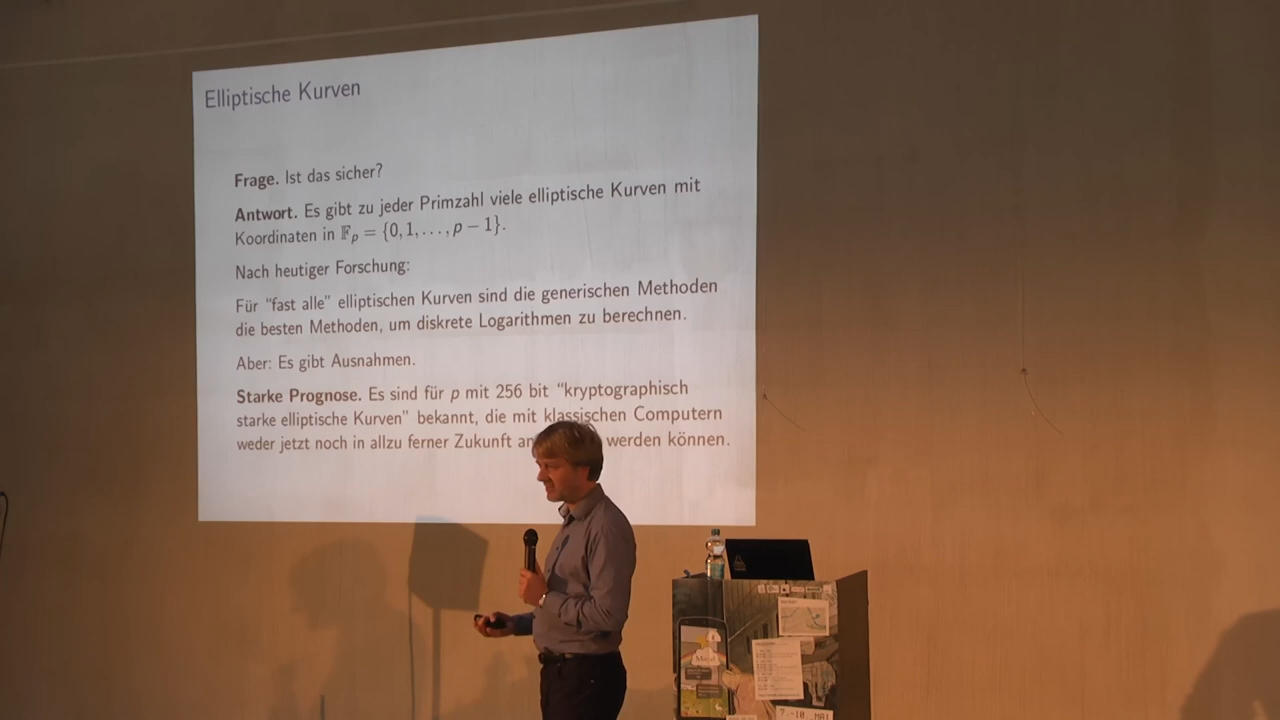 Elliptische Kurven
Frage. Ist das sicher?
Antwort. Es gibt zu jeder Primzahl viele elliptische Kurven mit
Koordinaten in 𝔽ₚ = {0, 1, . . . , p − 1}.
Nach heutiger Forschung:
Für “fast alle” elliptischen Kurven sind die generischen Methoden
die besten Methoden, um diskrete Logarithmen zu berechnen.
Aber: Es gibt Ausnahmen.
Starke Prognose. Es sind für p mit 256 bit “kryptographisch
starke elliptische Kurven” bekannt, die mit klassischen Computern
weder jetzt noch in allzu ferner Zukunft werden können.
7.-10. MAI